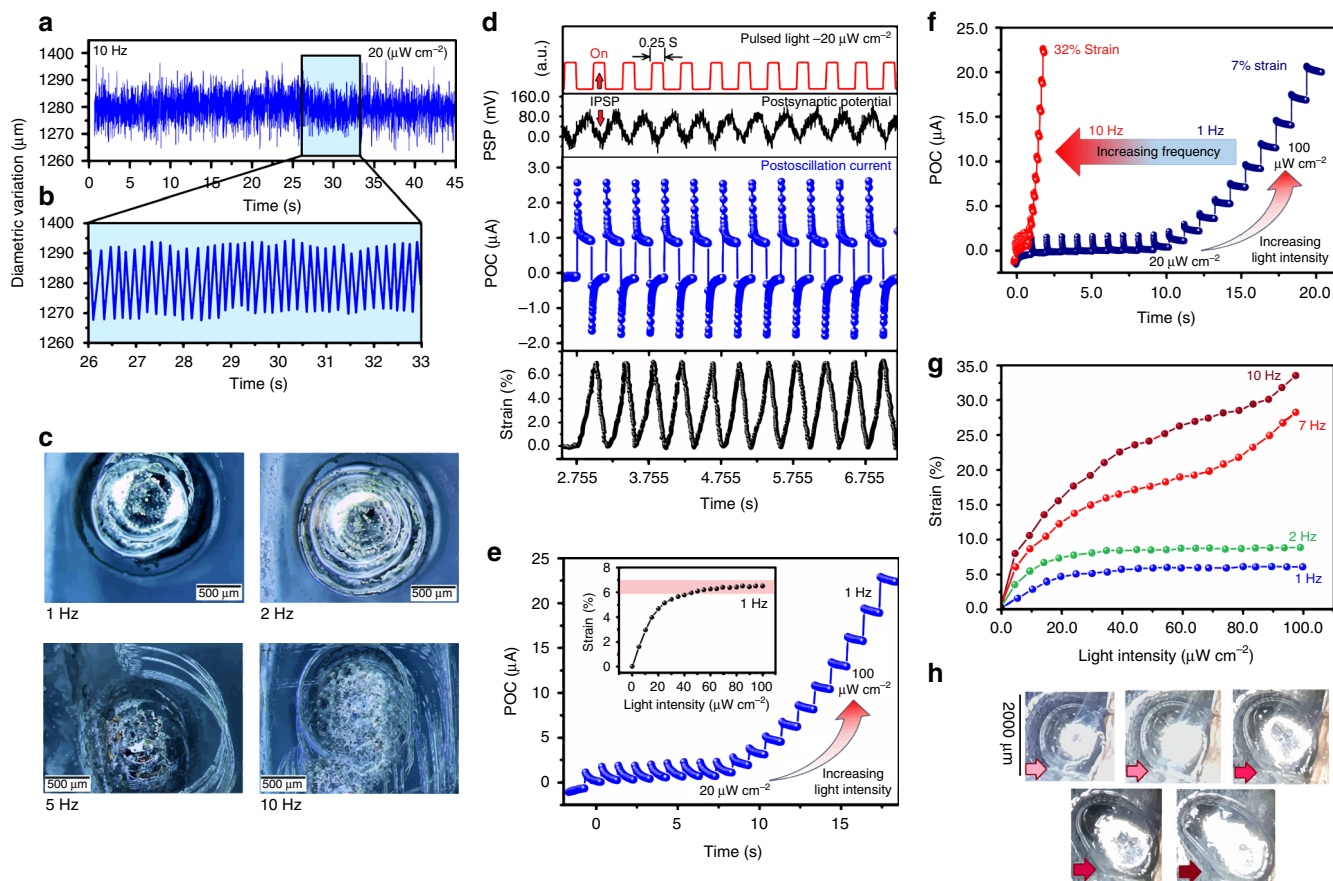 a
10 Hz
20 (μW cm⁻²)
1400
1290
1280
1270
1260
0 5 10 15 20 25 30 35 40 45
Time (s)
Diametric variation (μm)
b
1400
1290
1280
1270
1260
26 27 28 29 29 30 31 32 33
Time (s)
c
500 μm
1 Hz
500 μm
2 Hz
500 μm
5 Hz
500 μm
10 Hz
d
(a.u.)
On
0.25 S
Pulsed light –20 μW cm⁻²
PSP (mV)
160.0
80.0
0.0
IPSP
Postsynaptic potential
POC (μA)
3.0
2.0
1.0
0.0
–1.0
–2.0
Postoscillation current
Strain (%)
6.0
4.0
2.0
0.0
2.755 3.755 4.755 5.755 6.755
Time (s)
e
POC (μA)
25
20
15
10
5
0
0 5 10 15
Time (s)
Strain (%)
8
6
4
2
0
1 Hz
0 20 40 60 80 100
Light intensity (μW cm⁻²)
1 Hz
100
μW cm⁻²
20 μW cm⁻²
Increasing
light intensity
f
POC (μA)
25.0
20.0
15.0
10.0
5.0
0.0
32% Strain
7% strain
10 Hz
1 Hz
Increasing frequency
100
μW cm⁻²
20 μW cm⁻²
Increasing
light intensity
0.0 5.0 10.0 15.0 20.0
Time (s)
g
Strain (%)
35.0
30.0
25.0
20.0
15.0
10.0
5.0
0.0
10 Hz
7 Hz
2 Hz
1 Hz
0.0 20.0 40.0 60.0 80.0 100.0
Light intensity (μW cm⁻²)
h
2000 μm